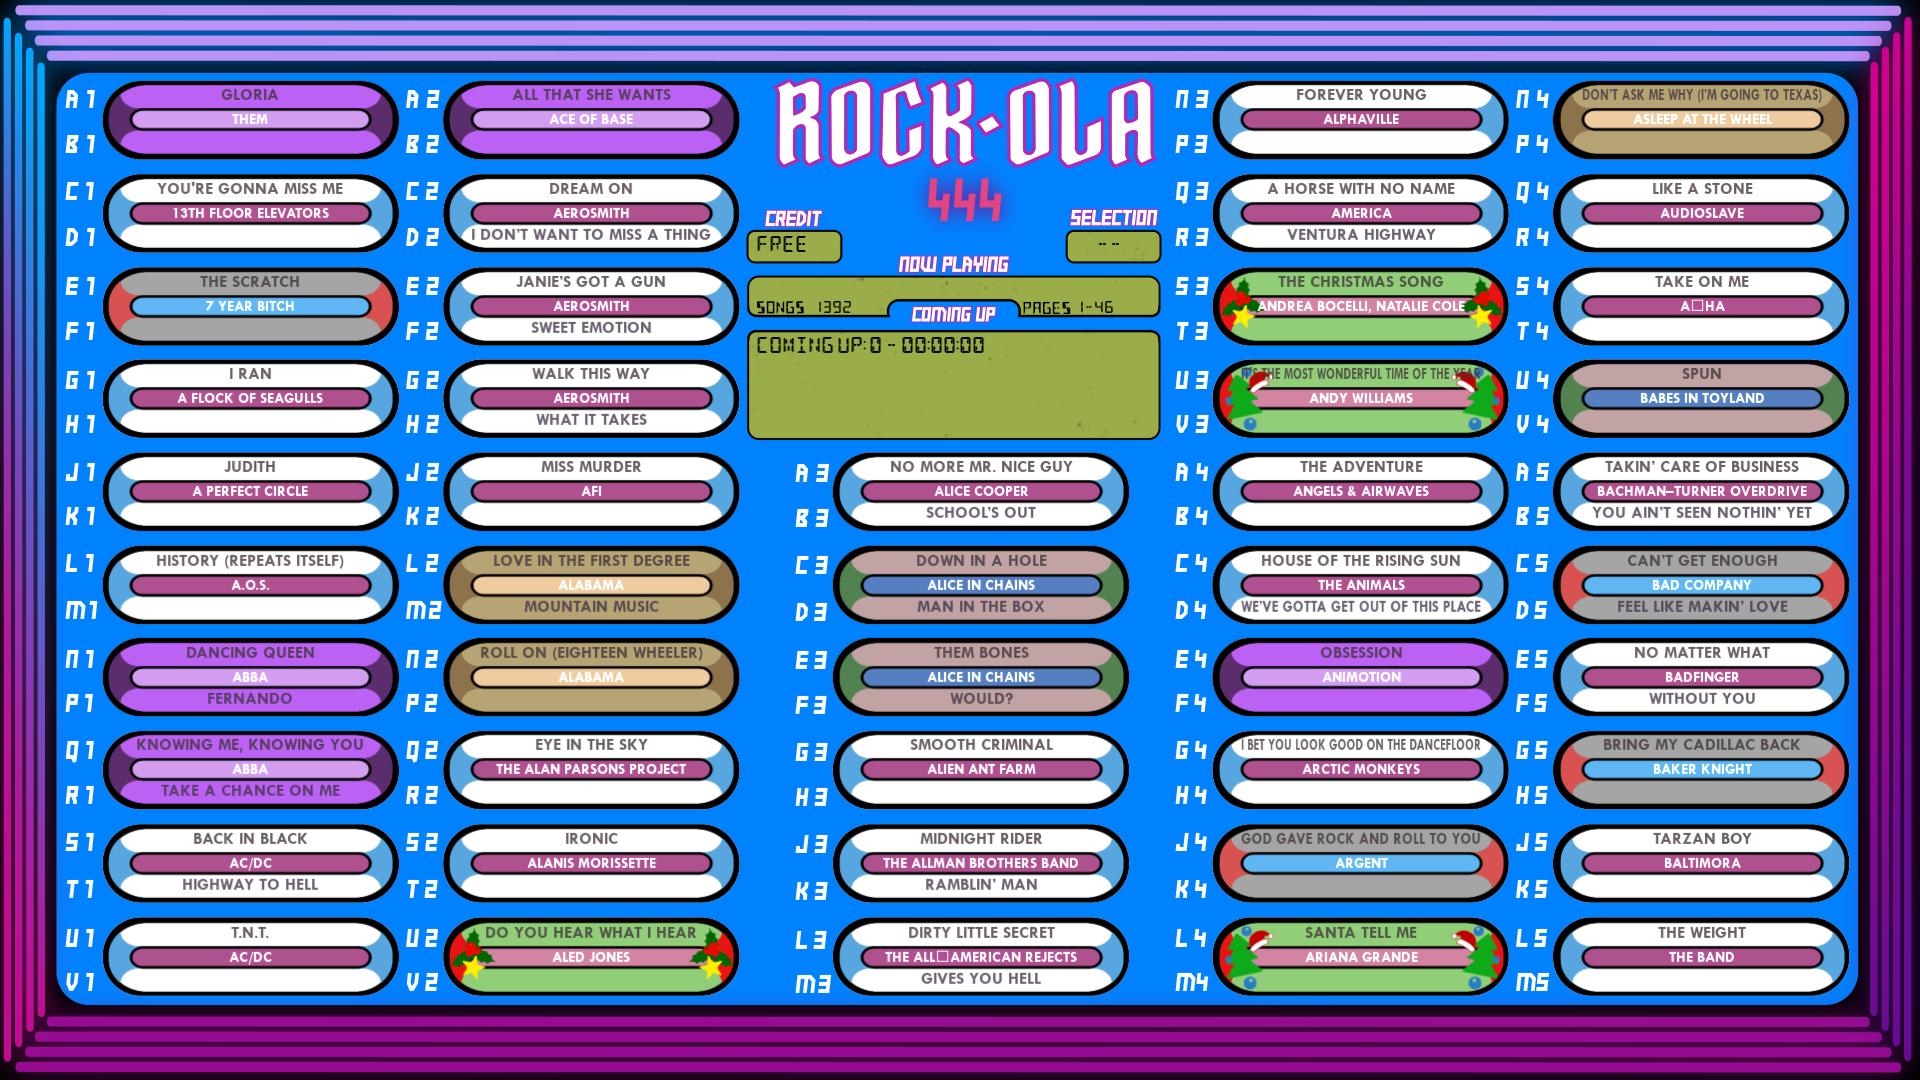 A1
GLORIA
THEM
B1
C1
YOU'RE GONNA MISS ME
13TH FLOOR ELEVATORS
D1
E1
THE SCRATCH
7 YEAR BITCH
F1
G1
I RAN
A FLOCK OF SEAGULLS
H1
J1
JUDITH
A PERFECT CIRCLE
K1
L1
HISTORY (REPEATS ITSELF)
A.O.S.
M1
N1
DANCING QUEEN
ABBA
P1
FERNANDO
Q1
KNOWING ME, KNOWING YOU
ABBA
R1
TAKE A CHANCE ON ME
S1
BACK IN BLACK
AC/DC
T1
HIGHWAY TO HELL
U1
T.N.T.
AC/DC
V1
A2
ALL THAT SHE WANTS
ACE OF BASE
B2
C2
DREAM ON
AEROSMITH
D2
I DON'T WANT TO MISS A THING
E2
JANIE'S GOT A GUN
AEROSMITH
F2
SWEET EMOTION
G2
WALK THIS WAY
AEROSMITH
H2
WHAT IT TAKES
J2
MISS MURDER
AFI
K2
L2
LOVE IN THE FIRST DEGREE
ALABAMA
M2
MOUNTAIN MUSIC
N2
ROLL ON (EIGHTEEN WHEELER)
ALABAMA
P2
Q2
EYE IN THE SKY
THE ALAN PARSONS PROJECT
R2
S2
IRONIC
ALANIS MORISSETTE
T2
U2
DO YOU HEAR WHAT I HEAR
ALED JONES
V2
ROCK-OLA
444
CREDIT
FREE
SELECTION
--
NOW PLAYING
SONGS 1392
PAGES 1-46
COMING UP
COMING UP: 0 - 00:00:00
A3
NO MORE MR. NICE GUY
ALICE COOPER
B3
SCHOOL'S OUT
C3
DOWN IN A HOLE
ALICE IN CHAINS
D3
MAN IN THE BOX
E3
THEM BONES
ALICE IN CHAINS
F3
WOULD?
G3
SMOOTH CRIMINAL
ALIEN ANT FARM
H3
J3
MIDNIGHT RIDER
THE ALLMAN BROTHERS BAND
K3
RAMBLIN' MAN
L3
DIRTY LITTLE SECRET
THE ALL□AMERICAN REJECTS
M3
GIVES YOU HELL
N3
FOREVER YOUNG
ALPHAVILLE
P3
Q3
A HORSE WITH NO NAME
AMERICA
R3
VENTURA HIGHWAY
S3
THE CHRISTMAS SONG
ANDREA BOCELLI, NATALIE COLE
T3
U3
IT'S THE MOST WONDERFUL TIME OF THE YEAR
ANDY WILLIAMS
V3
A4
THE ADVENTURE
ANGELS & AIRWAVES
B4
C4
HOUSE OF THE RISING SUN
THE ANIMALS
D4
WE'VE GOTTA GET OUT OF THIS PLACE
E4
OBSESSION
ANIMOTION
F4
G4
I BET YOU LOOK GOOD ON THE DANCEFLOOR
ARCTIC MONKEYS
H4
J4
GOD GAVE ROCK AND ROLL TO YOU
ARGENT
K4
L4
SANTA TELL ME
ARIANA GRANDE
M4
N4
DON'T ASK ME WHY (I'M GOING TO TEXAS)
ASLEEP AT THE WHEEL
P4
Q4
LIKE A STONE
AUDIOSLAVE
R4
S4
TAKE ON ME
A□HA
T4
U4
SPUN
BABES IN TOYLAND
V4
A5
TAKIN' CARE OF BUSINESS
BACHMAN–TURNER OVERDRIVE
B5
YOU AIN'T SEEN NOTHIN' YET
C5
CAN'T GET ENOUGH
BAD COMPANY
D5
FEEL LIKE MAKIN' LOVE
E5
NO MATTER WHAT
BADFINGER
F5
WITHOUT YOU
G5
BRING MY CADILLAC BACK
BAKER KNIGHT
H5
J5
TARZAN BOY
BALTIMORA
K5
L5
THE WEIGHT
THE BAND
M5